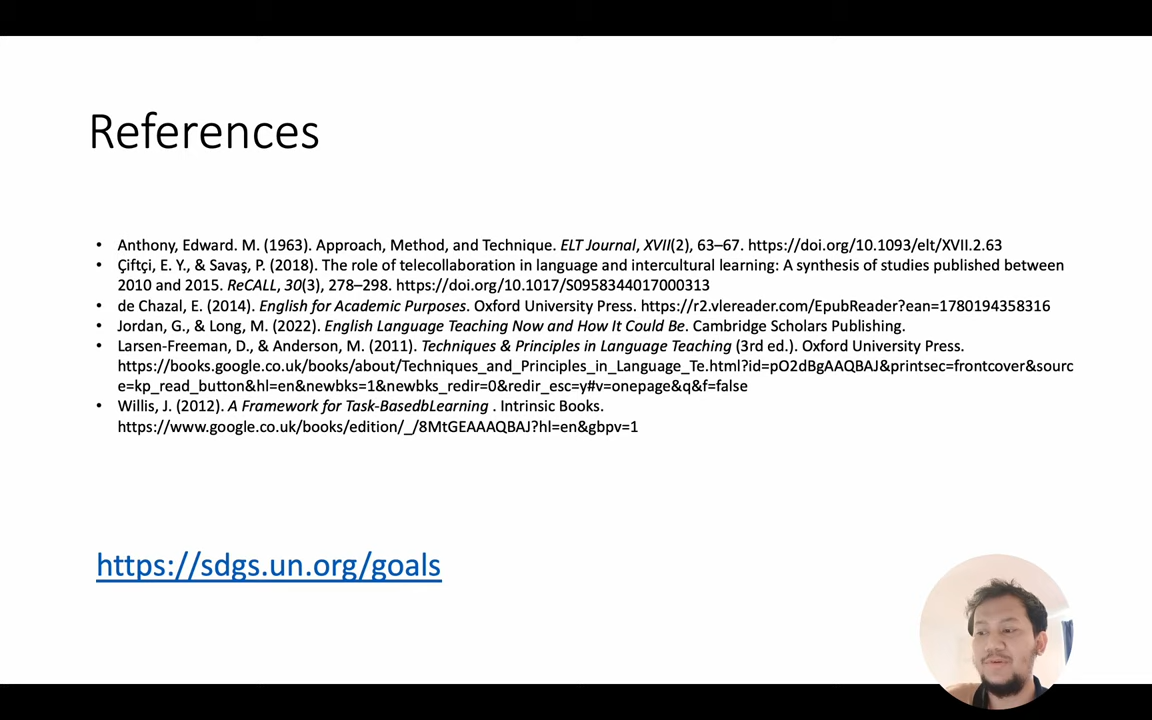 References
• Anthony, Edward. M. (1963). Approach, Method, and Technique. ELT Journal, XVII(2), 63–67. https://doi.org/10.1093/elt/XVII.2.63
• Çiftçi, E. Y., & Savaş, P. (2018). The role of telecollaboration in language and intercultural learning: A synthesis of studies published between
2010 and 2015. ReCALL, 30(3), 278–298. https://doi.org/10.1017/S0958344017000313
• de Chazal, E. (2014). English for Academic Purposes. Oxford University Press. https://r2.vlereader.com/EpubReader?ean=1780194358316
• Jordan, G., & Long, M. (2022). English Language Teaching Now and How It Could Be. Cambridge Scholars Publishing.
• Larsen-Freeman, D., & Anderson, M. (2011). Techniques & Principles in Language Teaching (3rd ed.). Oxford University Press.
https://books.google.co.uk/books/about/Techniques_and_Principles_in_Language_Te.html?id=pO2dBgAAQBAJ&printsec=frontcover&sourc
e=kp_read_button&hl=en&newbks=1&newbks_redir=0&redir_esc=y#v=onepage&q&f=false
• Willis, J. (2012). A Framework for Task-BasedbLearning . Intrinsic Books.
https://www.google.co.uk/books/edition/_/8MtGEAAAQBAJ?hl=en&gbpv=1
https://sdgs.un.org/goals